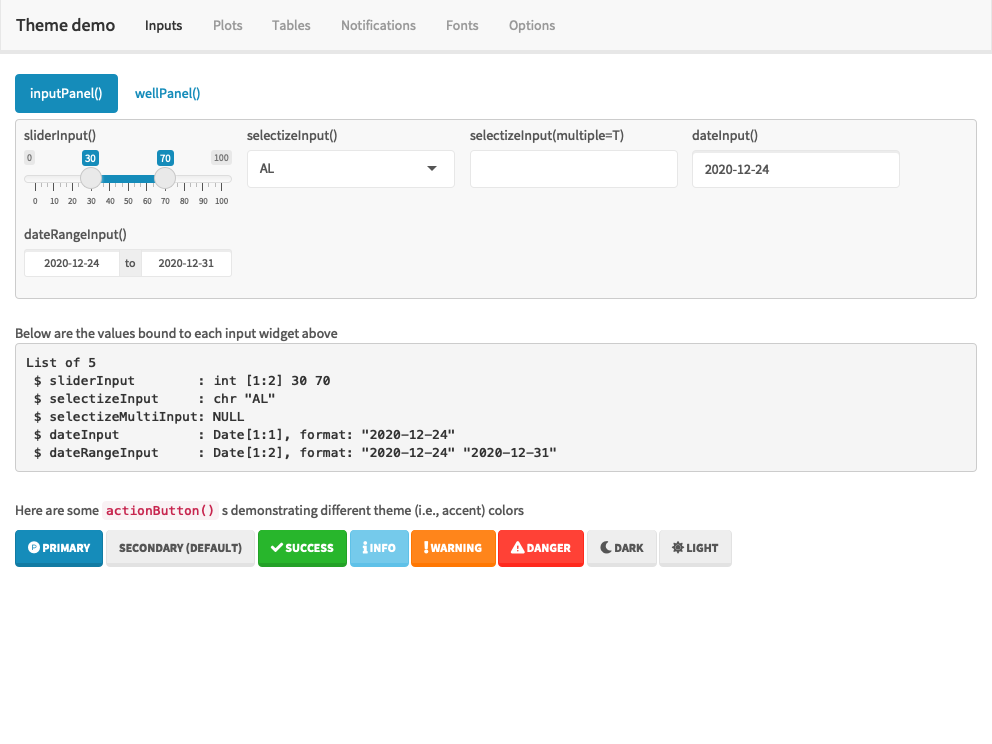 Theme demo Inputs Plots Tables Notifications Fonts Options
inputPanel() wellPanel()
sliderInput() selectizeInput() selectizeInput(multiple=T) dateInput()
0 30 70 100
AL 2020-12-24
0 10 20 30 40 50 60 70 80 90 100
dateRangeInput()
2020-12-24 to 2020-12-31
Below are the values bound to each input widget above
List of 5
$ sliderInput : int [1:2] 30 70
$ selectizeInput : chr "AL"
$ selectizeMultiInput: NULL
$ dateInput : Date[1:1], format: "2020-12-24"
$ dateRangeInput : Date[1:2], format: "2020-12-24" "2020-12-31"
Here are some actionButton() s demonstrating different theme (i.e., accent) colors
PRIMARY SECONDARY (DEFAULT) SUCCESS INFO WARNING DANGER DARK LIGHT